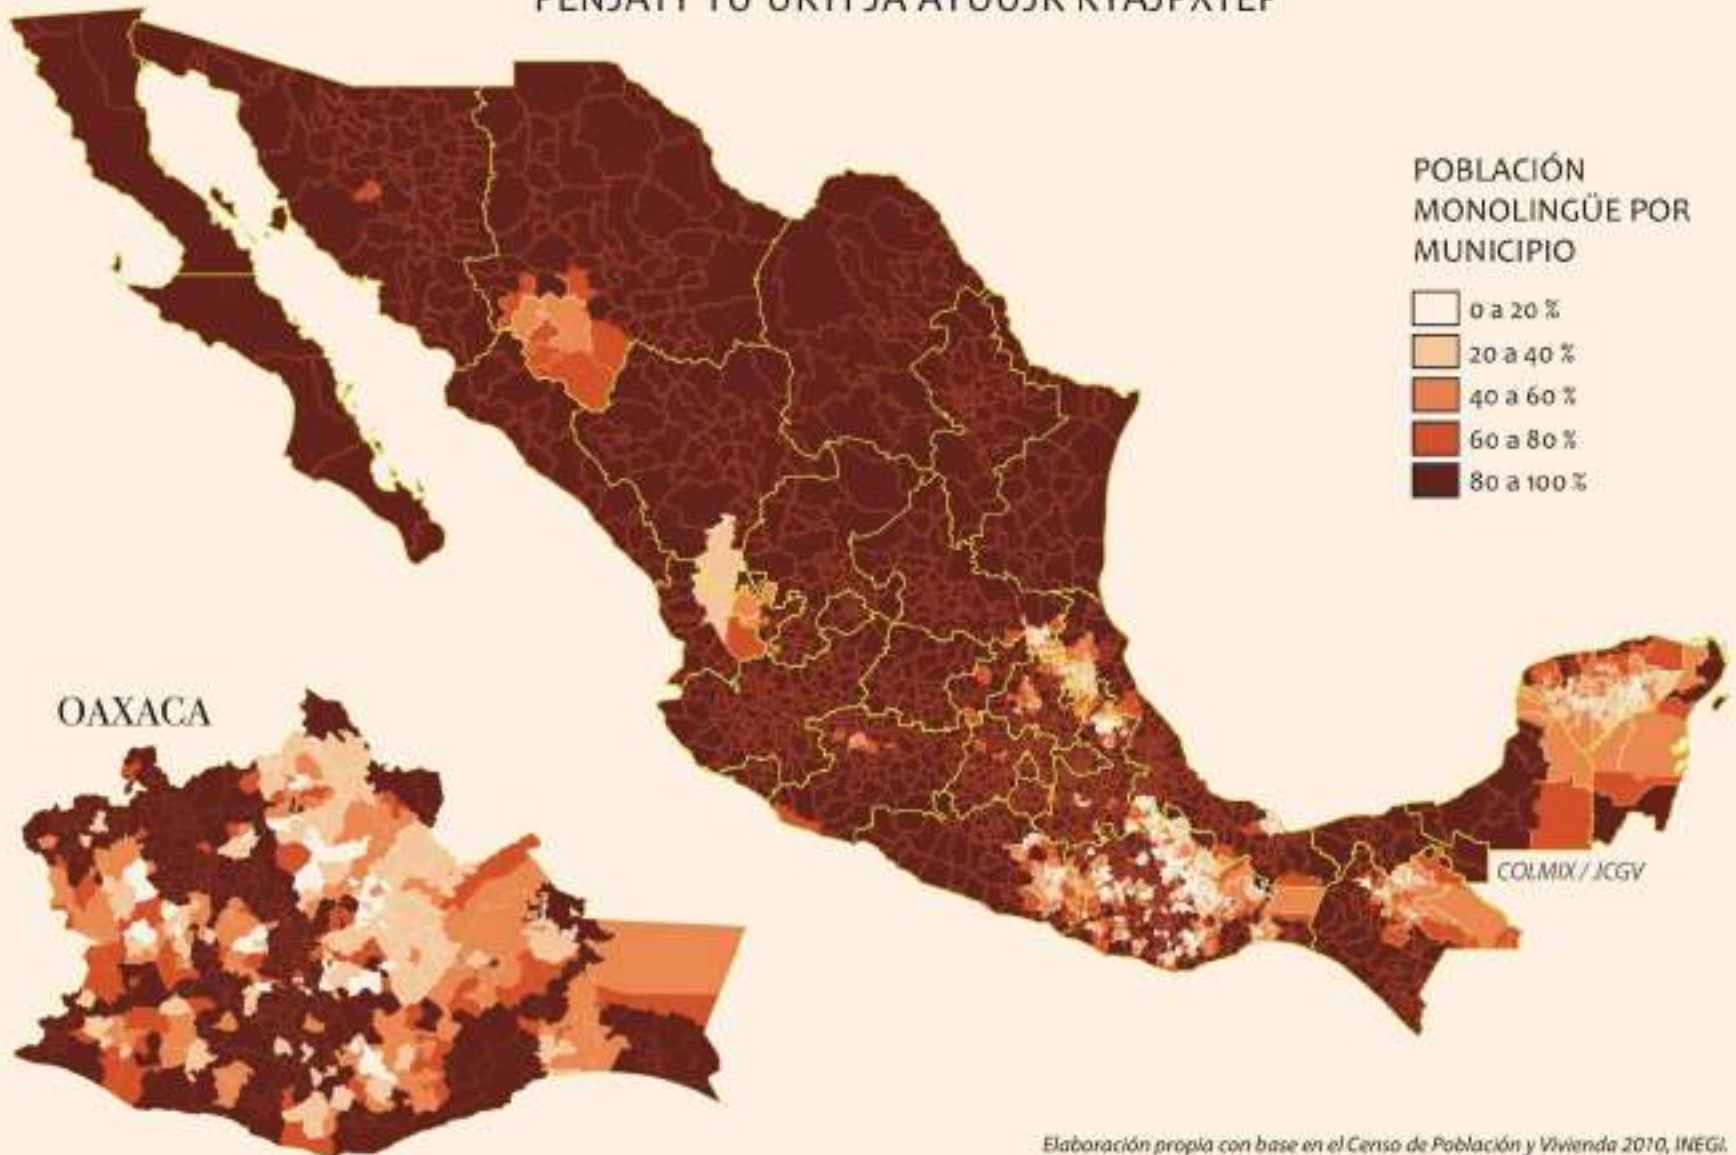 POBLACIÓN
MONOLINGÜE POR
MUNICIPIO
0 a 20 %
20 a 40 %
40 a 60 %
60 a 80 %
80 a 100 %
OAXACA
COLMIX / JCGV
Elaboración propia con base en el Censo de Población y Vivienda 2010, INEGI.